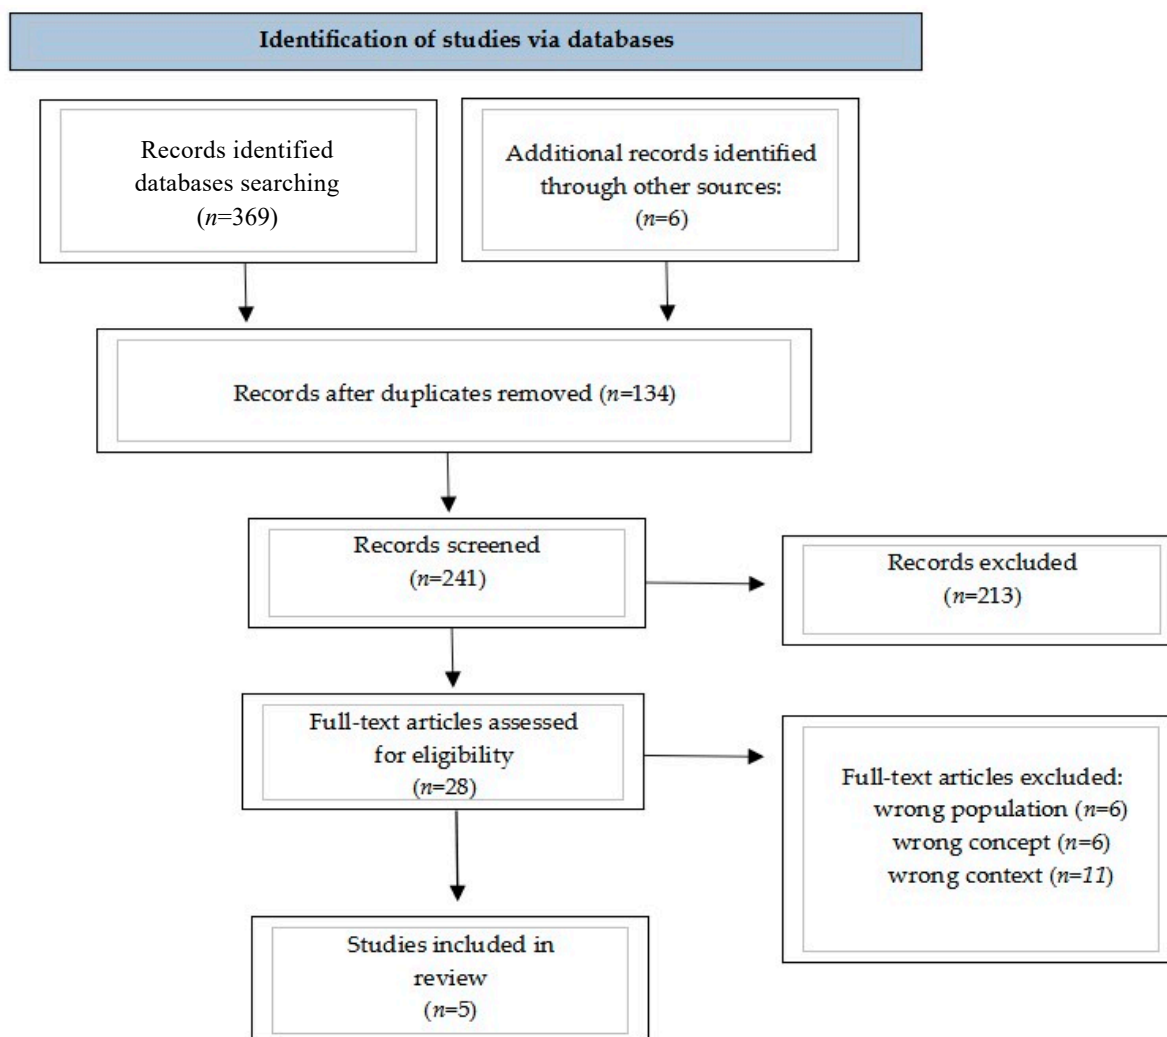 Identification of studies via databases
Records identified
databases searching
(n=369)
Additional records identified
through other sources:
(n=6)
Records after duplicates removed (n=134)
Records screened
(n=241)
Records excluded
(n=213)
Full-text articles assessed
for eligibility
(n=28)
Full-text articles excluded:
wrong population (n=6)
wrong concept (n=6)
wrong context (n=11)
Studies included in
review
(n=5)